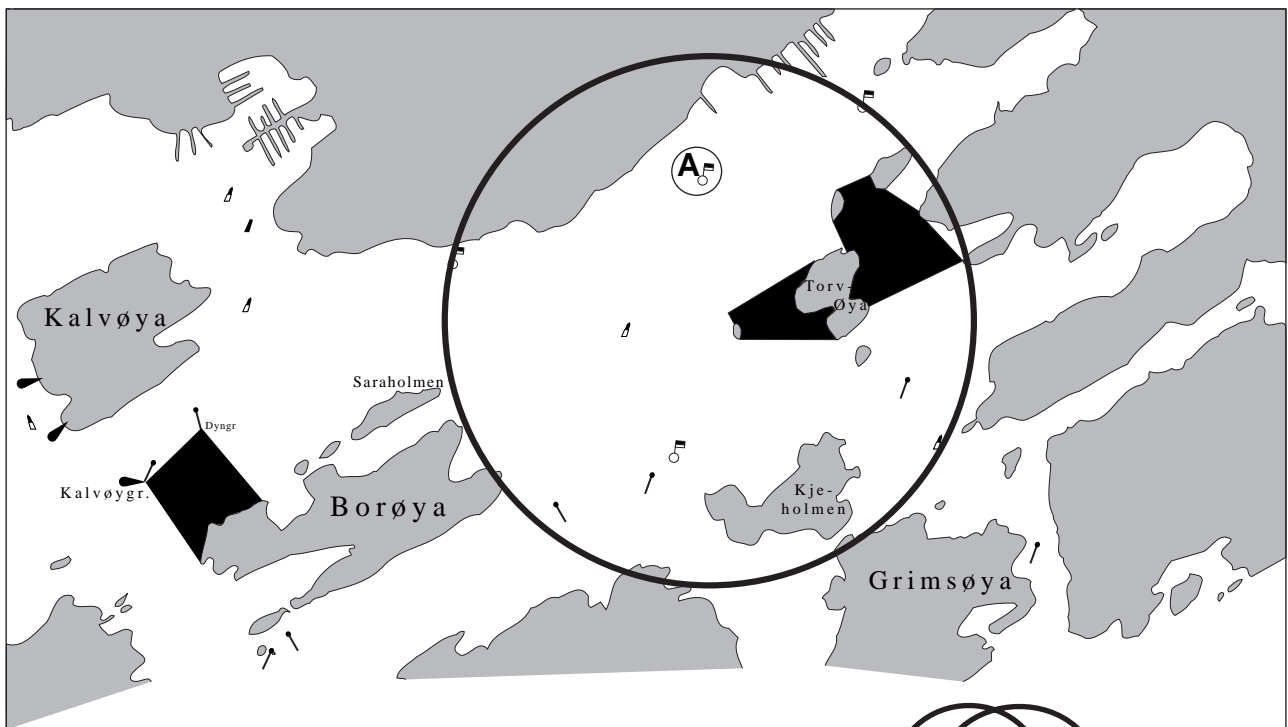 A
Torv-
Øya
Kalvøya
Saraholmen
Dyngr
Kalvøygr.
Borøya
Kje-
holmen
Grimsøya